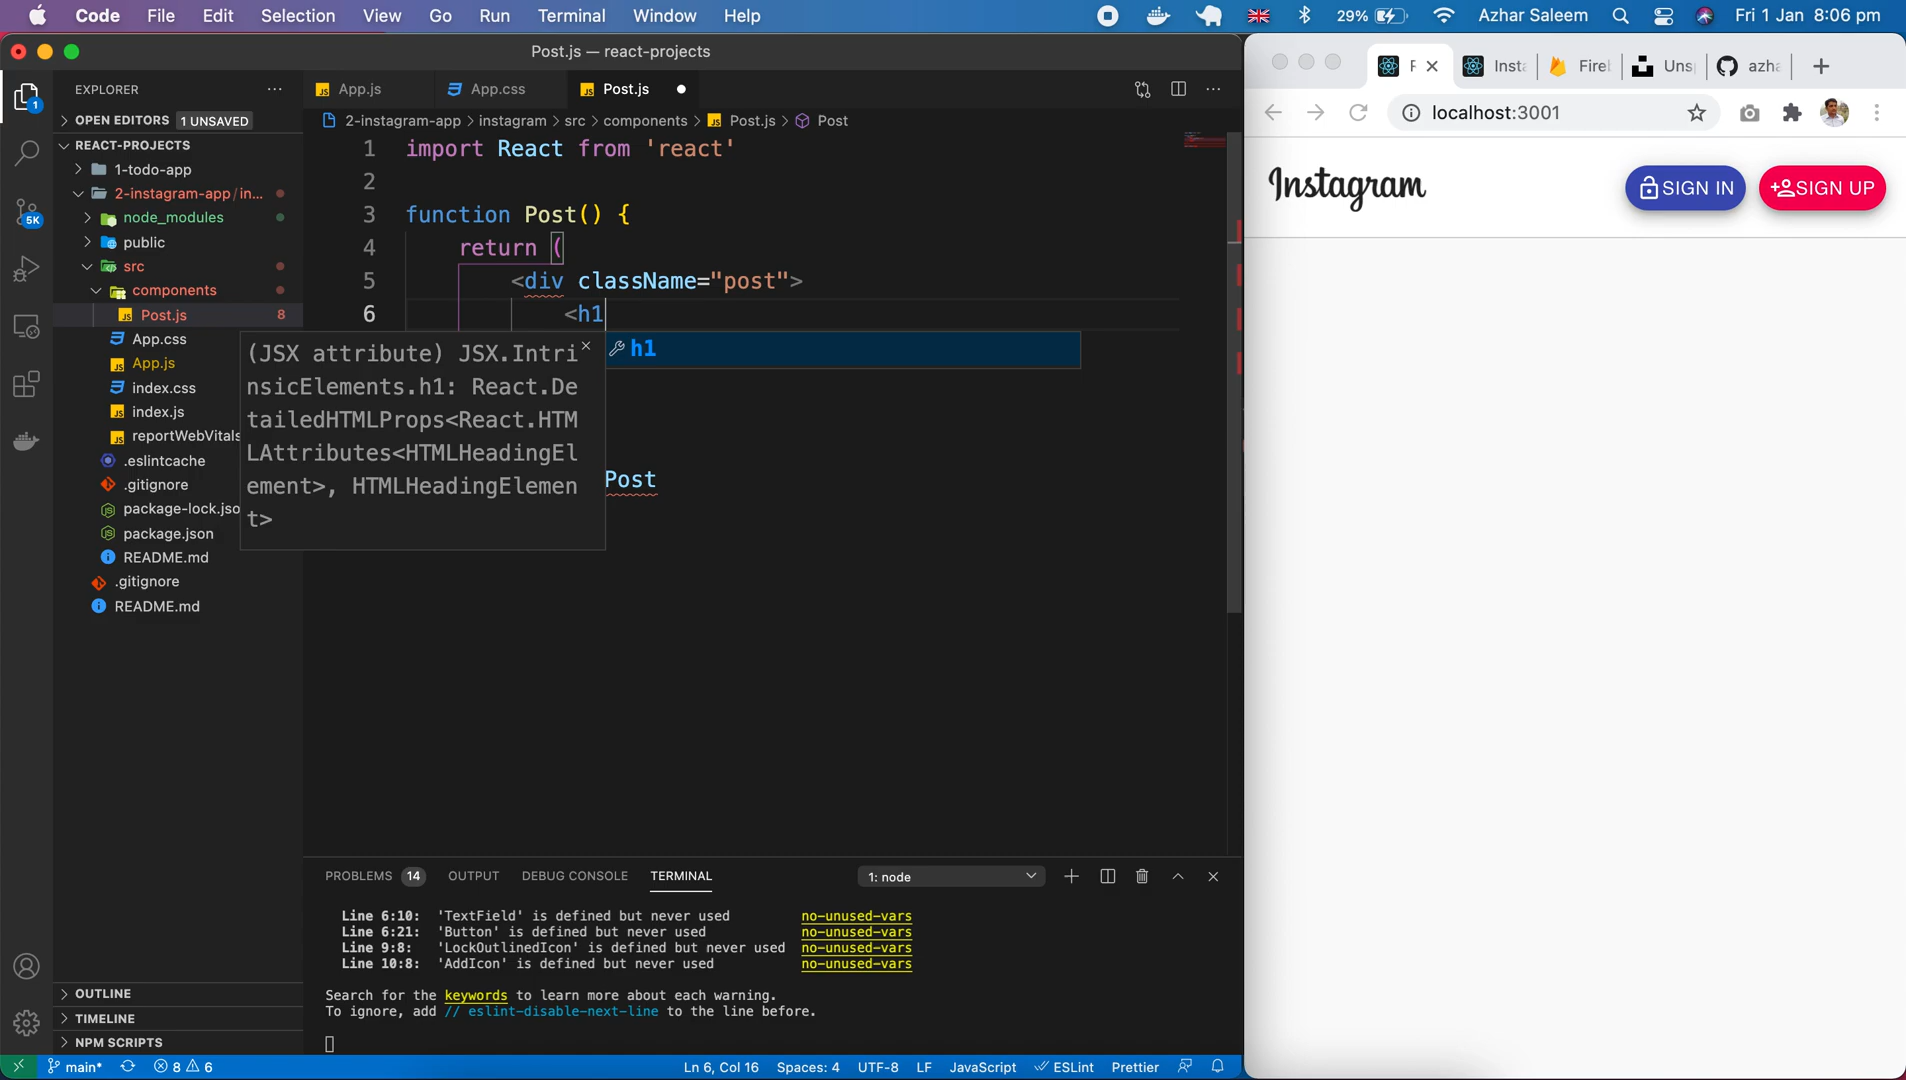 Code File Edit Selection View Go Run Terminal Window Help
29% Azhar Saleem Fri 1 Jan 8:06 pm
Post.js — react-projects
EXPLORER
OPEN EDITORS 1 UNSAVED
REACT-PROJECTS
1-todo-app
2-instagram-app/in...
node_modules
public
src
components
Post.js 8
App.css
App.js
index.css
index.js
reportWebVitals
.eslintcache
.gitignore
package-lock.jso
package.json
README.md
.gitignore
README.md
OUTLINE
TIMELINE
NPM SCRIPTS
1
5K
App.js App.css Post.js
2-instagram-app > instagram > src > components > Post.js > Post
1 import React from 'react'
2
3 function Post() {
4 return (
5 <div className="post">
6 <h1
h1
(JSX attribute) JSX.Intri
nsicElements.h1: React.De
tailedHTMLProps<React.HTM
LAttributes<HTMLHeadingEl
ement>, HTMLHeadingElemen
t>
Post
PROBLEMS 14 OUTPUT DEBUG CONSOLE TERMINAL 1: node
Line 6:10: 'TextField' is defined but never used no-unused-vars
Line 6:21: 'Button' is defined but never used no-unused-vars
Line 9:8: 'LockOutlinedIcon' is defined but never used no-unused-vars
Line 10:8: 'AddIcon' is defined but never used no-unused-vars
Search for the keywords to learn more about each warning.
To ignore, add // eslint-disable-next-line to the line before.
main* 8 6 Ln 6, Col 16 Spaces: 4 UTF-8 LF JavaScript ESLint Prettier
F Insta Fireb Uns azha
localhost:3001
Instagram SIGN IN SIGN UP